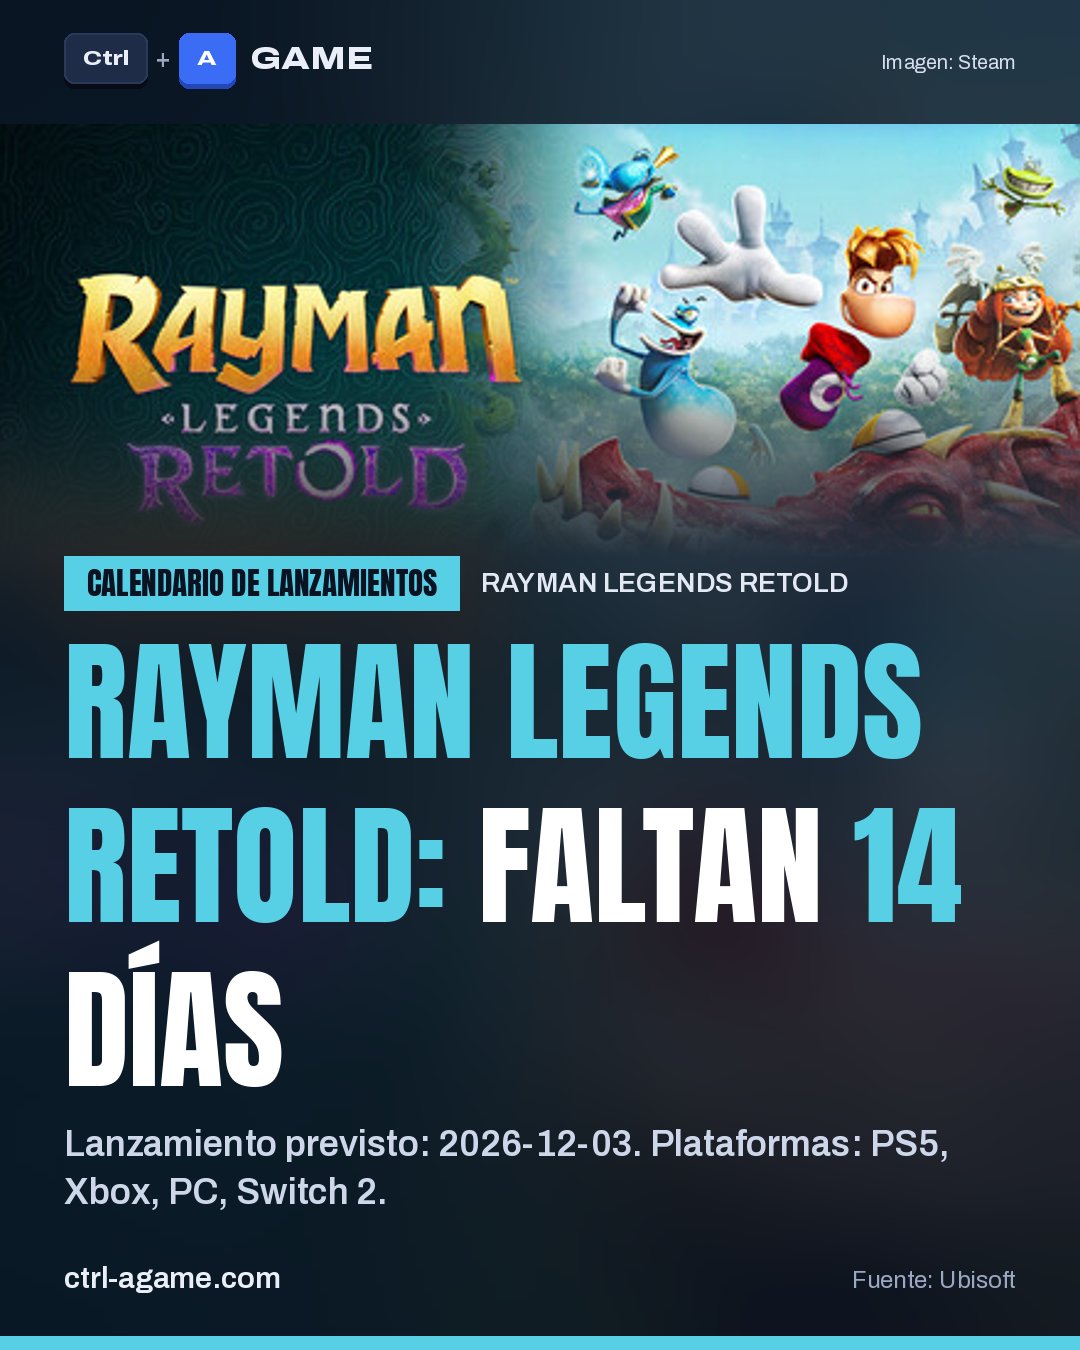 Ctrl + A GAME
Imagen: Steam
RAYMAN
LEGENDS
RETOLD
CALENDARIO DE LANZAMIENTOS RAYMAN LEGENDS RETOLD
RAYMAN LEGENDS
RETOLD: FALTAN 14
DÍAS
Lanzamiento previsto: 2026-12-03. Plataformas: PS5,
Xbox, PC, Switch 2.
ctrl-agame.com
Fuente: Ubisoft